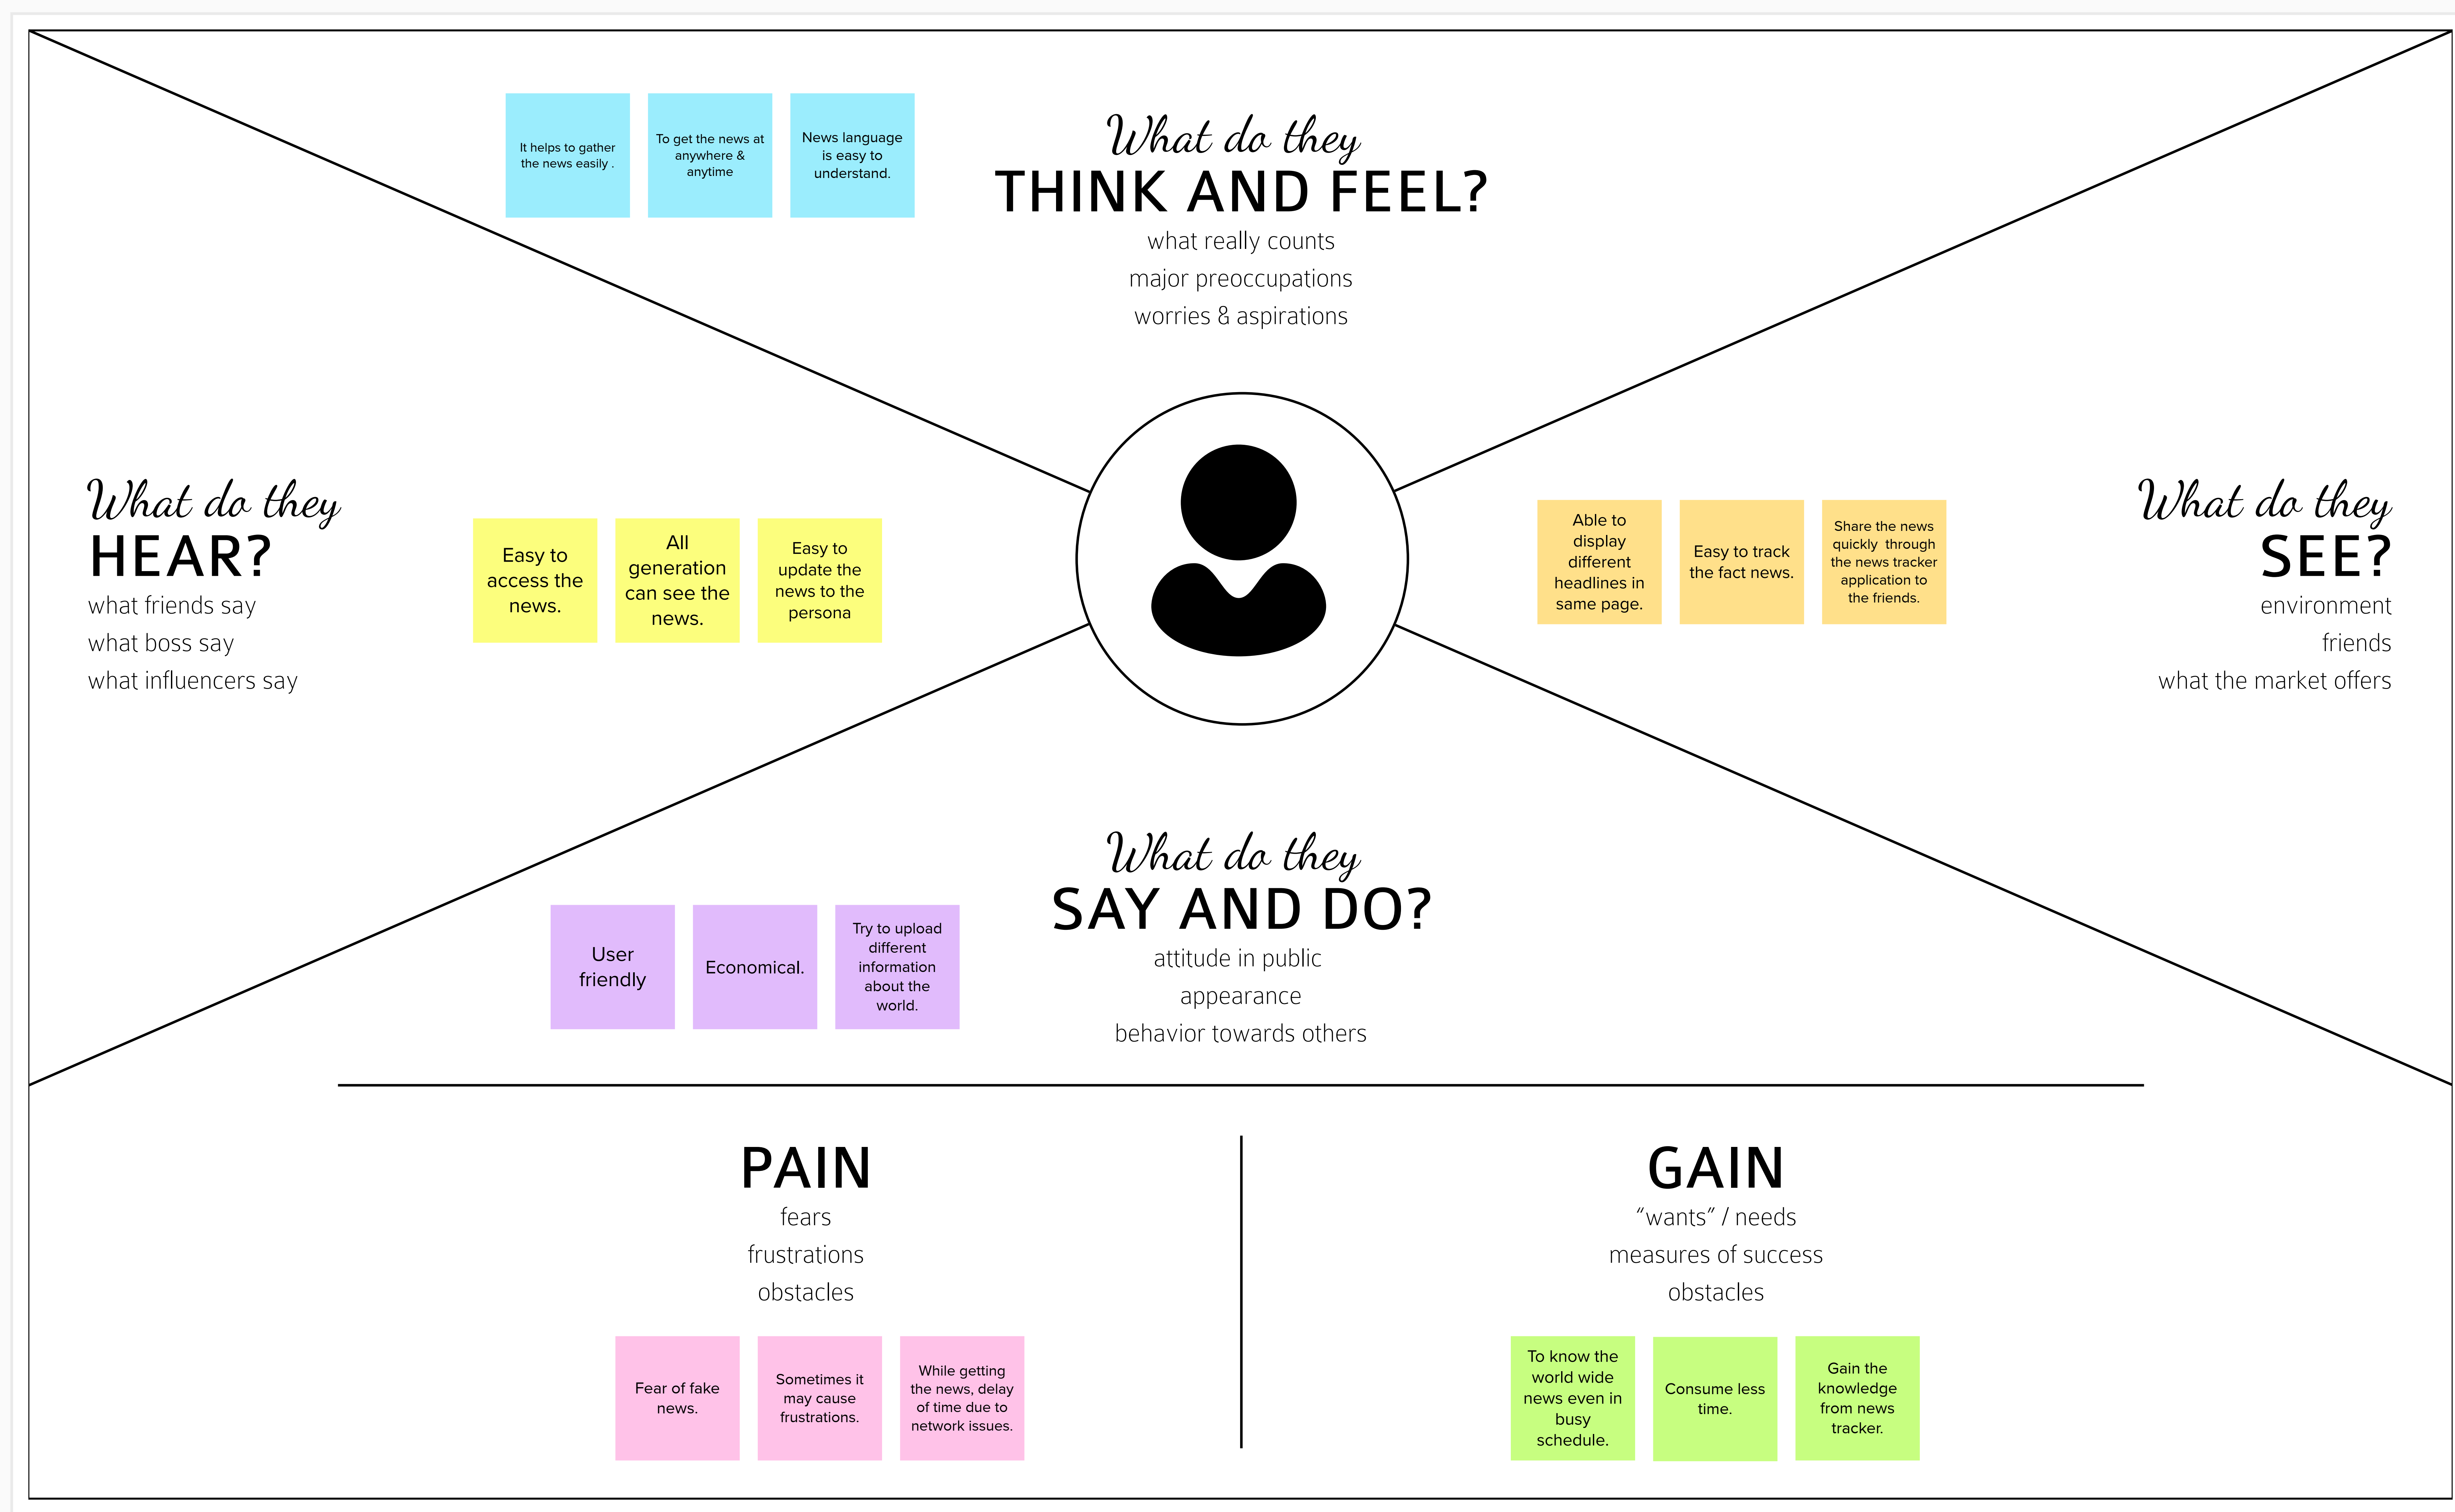 It helps to gather
the news easily .
To get the news at
anywhere &
anytime
News language
is easy to
understand.
What do they
THINK AND FEEL?
what really counts
major preoccupations
worries & aspirations
What do they
HEAR?
what friends say
what boss say
what influencers say
Easy to
access the
news.
All
generation
can see the
news.
Easy to
update the
news to the
persona
Able to
display
different
headlines in
same page.
Easy to track
the fact news.
Share the news
quickly  through
the news tracker
application to
the friends.
What do they
SEE?
environment
friends
what the market offers
User
friendly
Economical.
Try to upload
different
information
about the
world.
What do they
SAY AND DO?
attitude in public
appearance
behavior towards others
PAIN
fears
frustrations
obstacles
Fear of fake
news.
Sometimes it
may cause
frustrations.
While getting
the news, delay
of time due to
network issues.
GAIN
“wants” / needs
measures of success
obstacles
To know the
world wide
news even in
busy
schedule.
Consume less
time.
Gain the
knowledge
from news
tracker.